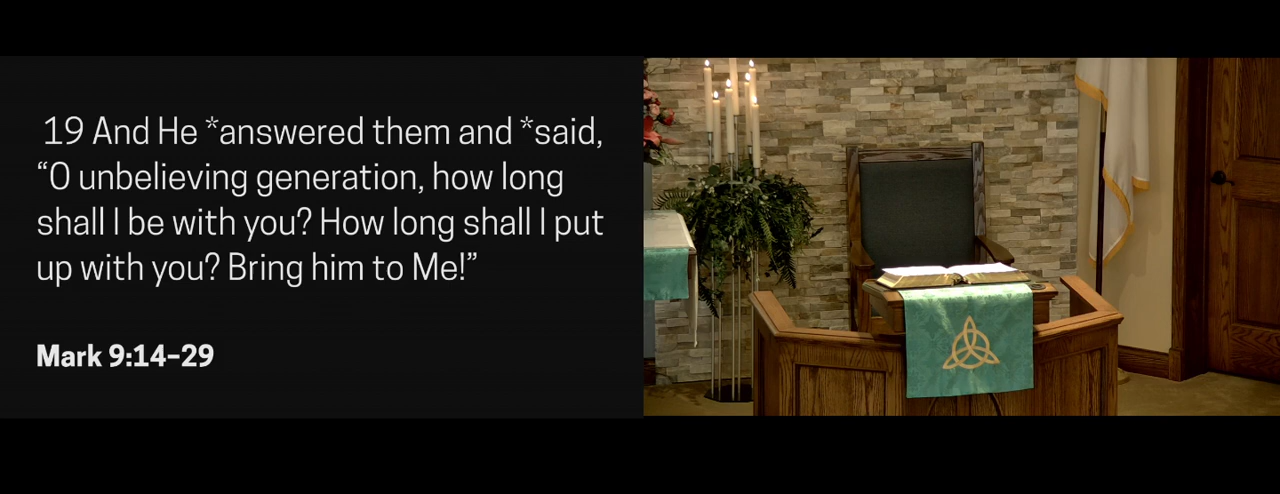 19 And He *answered them and *said,
“O unbelieving generation, how long
shall I be with you? How long shall I put
up with you? Bring him to Me!”
Mark 9:14–29